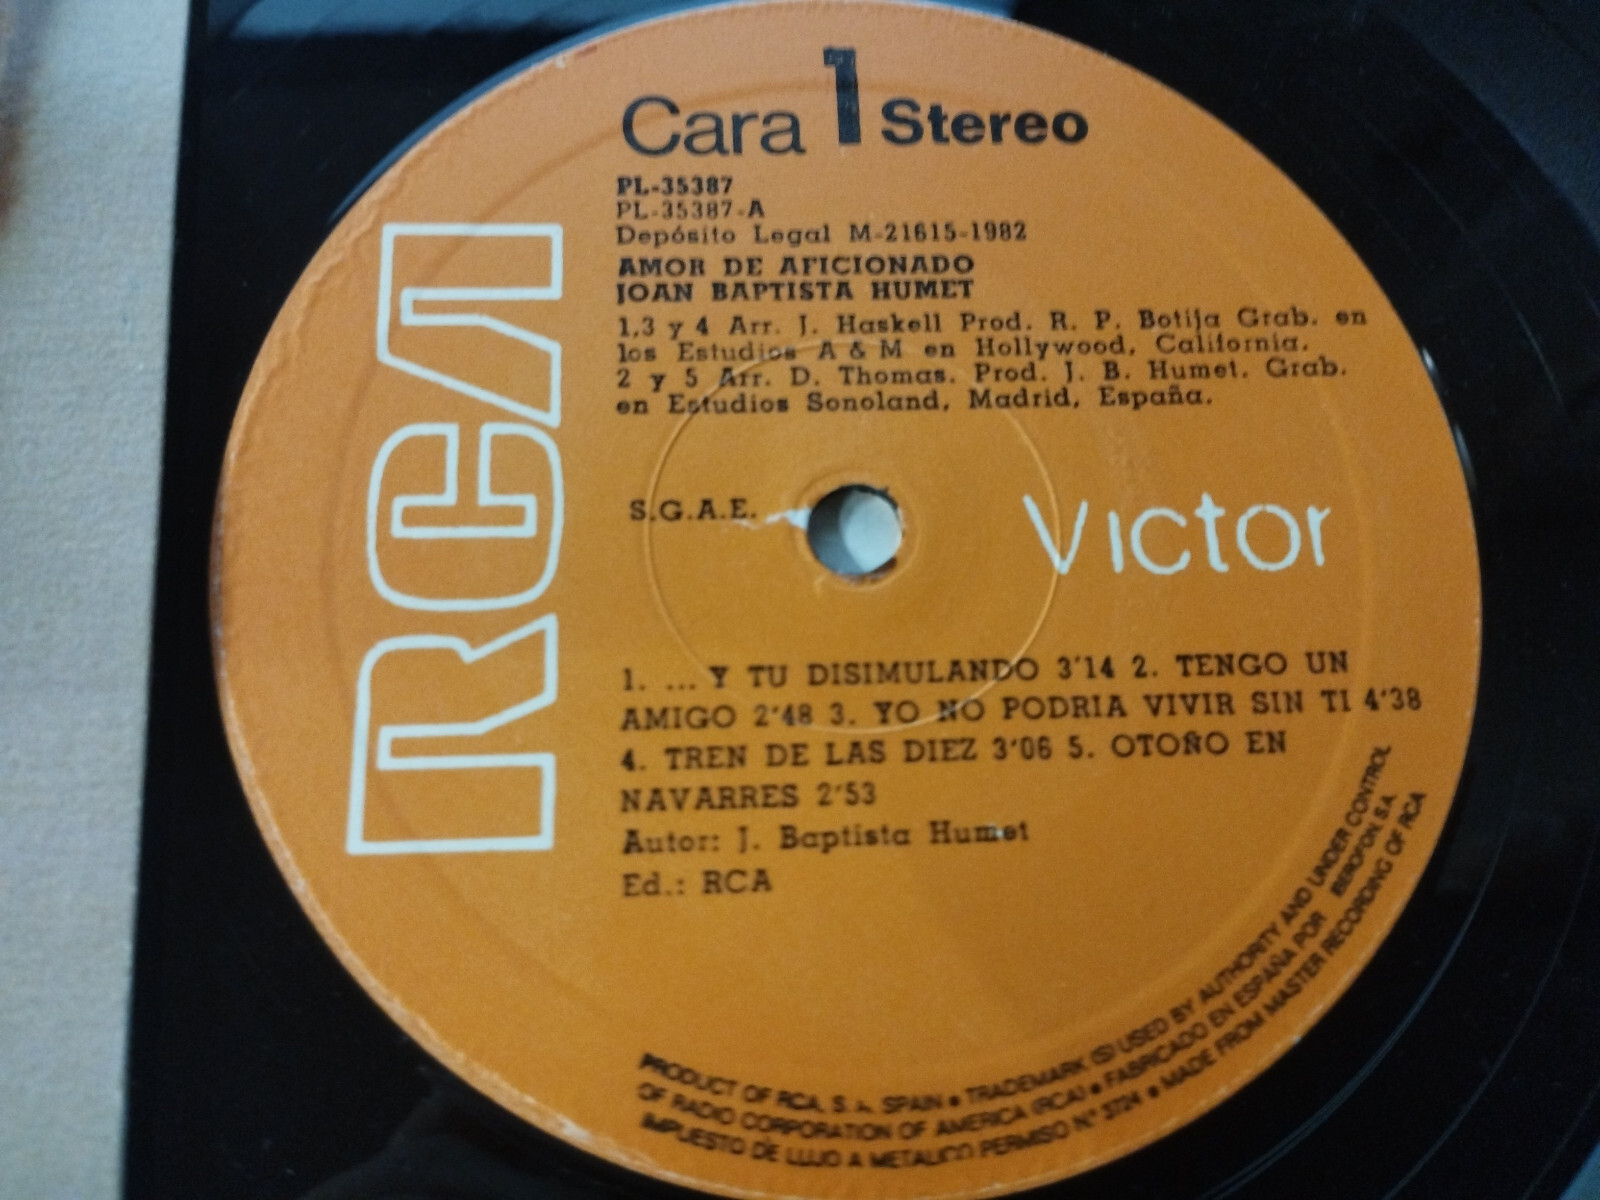 Cara 1 Stereo
PL-35387
PL-35387-A
Depósito Legal M-21615-1982
AMOR DE AFICIONADO
JOAN BAPTISTA HUMET
1,3 y 4 Arr. J. Haskell Prod. R. P. Botija Grab. en
los Estudios A & M en Hollywood, California.
2 y 5 Arr. D. Thomas. Prod. J. B. Humet. Grab.
en Estudios Sonoland, Madrid, España.
RCA
S.G.A.E.
Victor
1. ... Y TU DISIMULANDO 3'14 2. TENGO UN
AMIGO 2'48 3. YO NO PODRIA VIVIR SIN TI 4'38
4. TREN DE LAS DIEZ 3'06 5. OTOÑO EN
NAVARRES 2'53
Autor: J. Baptista Humet
Ed.: RCA
PRODUCT OF RCA, S. A. SPAIN • TRADEMARK (S) USED BY AUTHORITY AND UNDER CONTROL
OF RADIO CORPORATION OF AMERICA (RCA) • FABRICADO EN ESPAÑA POR IBEROFON, S.A.
IMPUESTO DE LUJO A METALICO PERMISO N.º 3724 • MADE FROM MASTER RECORDING OF RCA